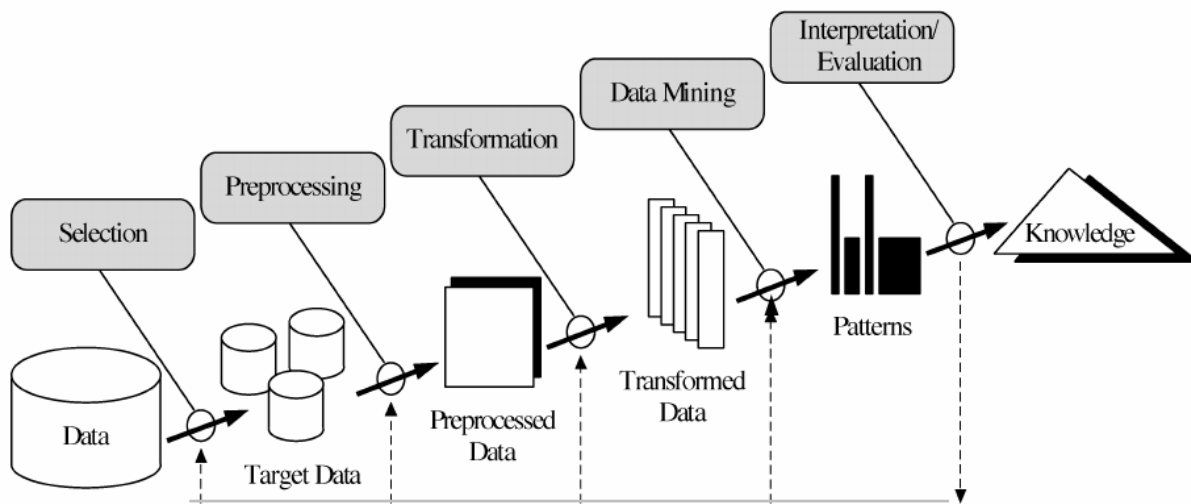 Interpretation/
Evaluation
Data Mining
Transformation
Preprocessing
Selection
Data
Target Data
Preprocessed
Data
Transformed
Data
Patterns
Knowledge